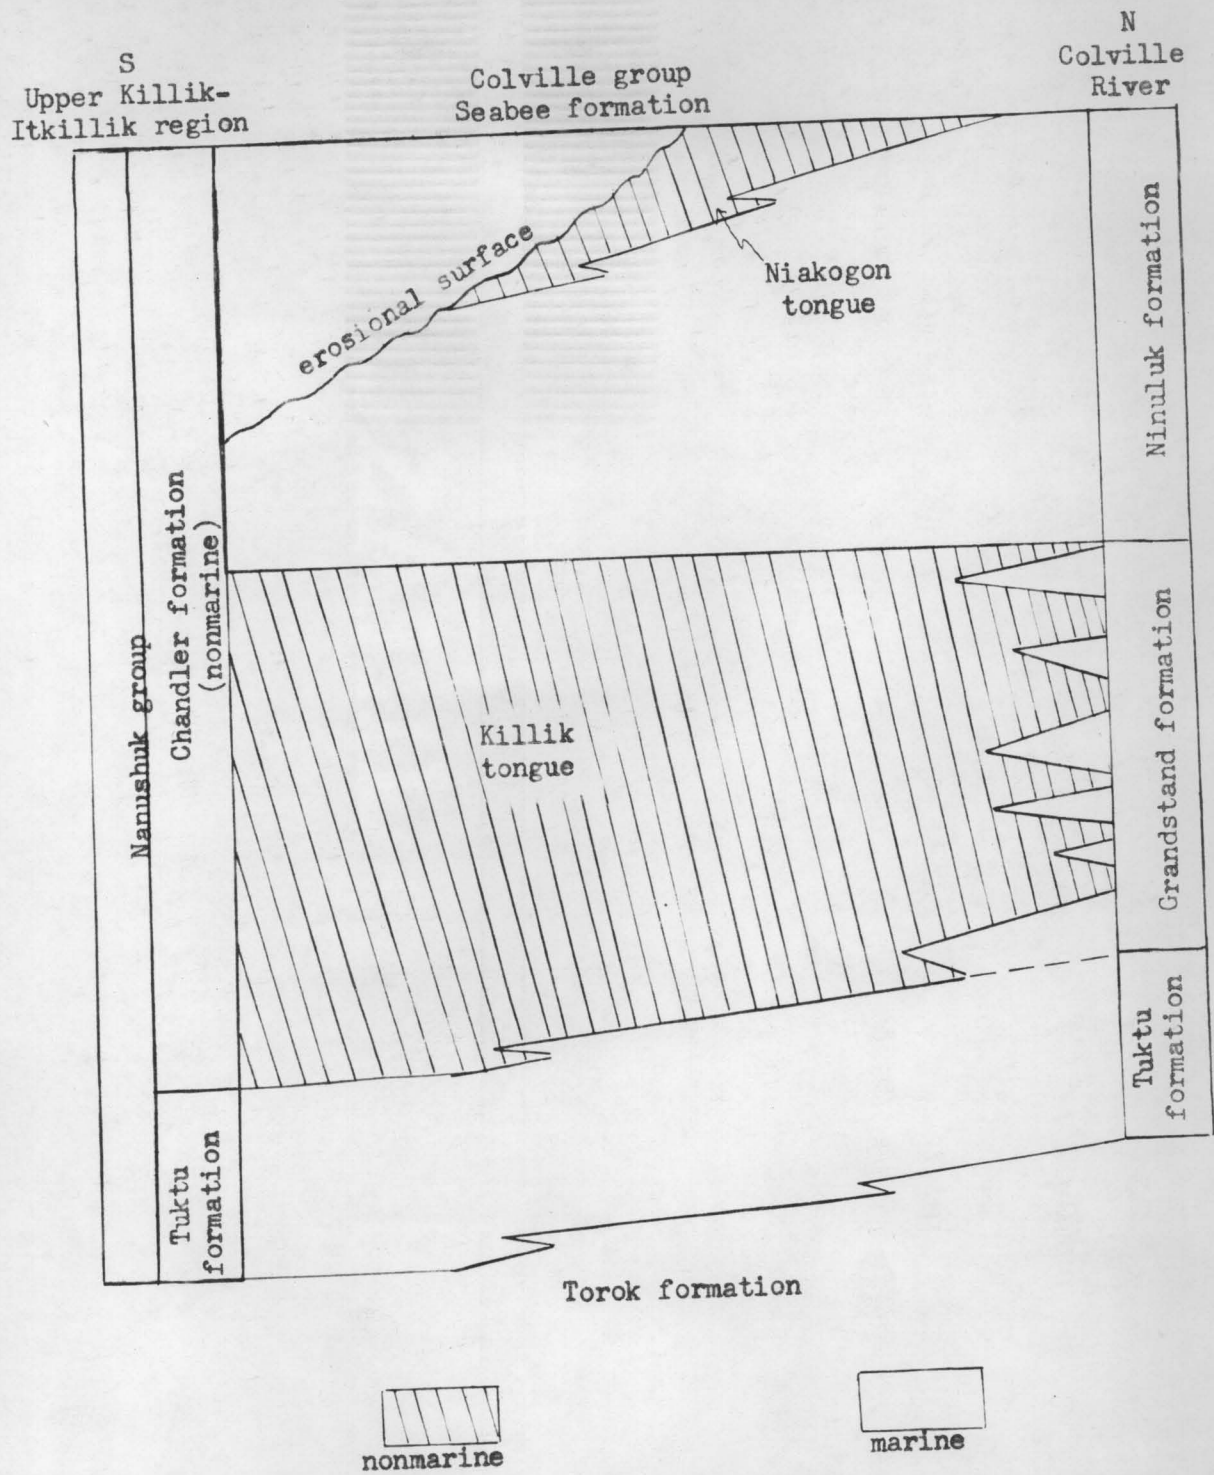 S
Upper Killik-
Itkillik region
Colville group
Seabee formation
N
Colville
River
erosional surface
Niakogon
tongue
Ninuluk formation
Nanushuk group
Chandler formation
(nonmarine)
Killik
tongue
Grandstand formation
Tuktu
formation
Tuktu
formation
Torok formation
nonmarine
marine